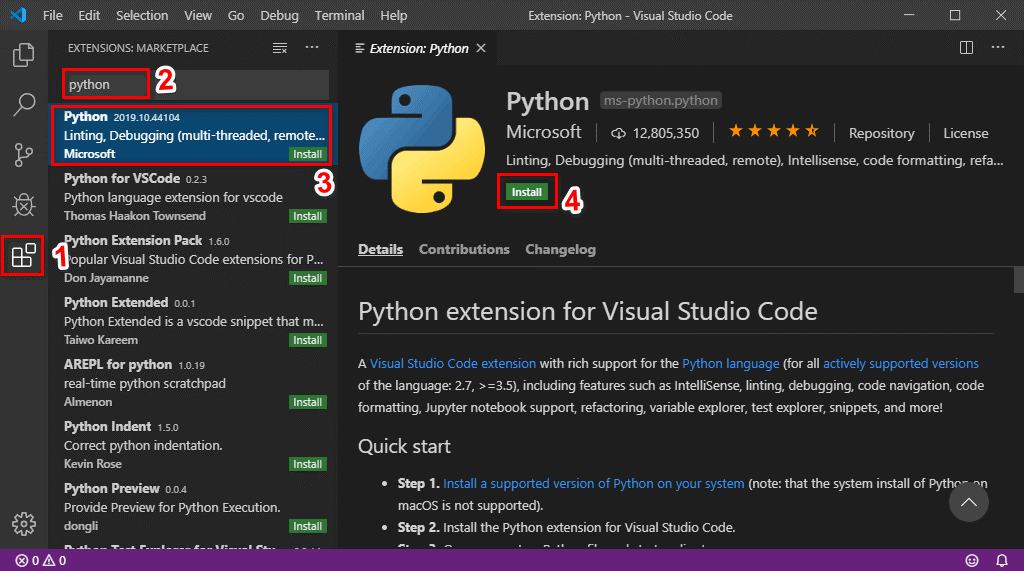 File Edit Selection View Go Debug Terminal Help
Extension: Python - Visual Studio Code
EXTENSIONS: MARKETPLACE
python
2
Python 2019.10.44104
Linting, Debugging (multi-threaded, remote...
Microsoft Install
3
Python for VSCode 0.2.3
Python language extension for vscode
Thomas Haakon Townsend Install
1
Python Extension Pack 1.6.0
Popular Visual Studio Code extensions for P...
Don Jayamanne Install
Python Extended 0.0.1
Python Extended is a vscode snippet that m...
Taiwo Kareem Install
AREPL for python 1.0.19
real-time python scratchpad
Almenon Install
Python Indent 1.5.0
Correct python indentation.
Kevin Rose Install
Python Preview 0.0.4
Provide Preview for Python Execution.
dongli Install
Extension: Python
Python ms-python.python
Microsoft 12,805,350 Repository License
Linting, Debugging (multi-threaded, remote), Intellisense, code formatting, refa...
Install
4
Details Contributions Changelog
Python extension for Visual Studio Code
A Visual Studio Code extension with rich support for the Python language (for all actively supported versions
of the language: 2.7, >=3.5), including features such as IntelliSense, linting, debugging, code navigation, code
formatting, Jupyter notebook support, refactoring, variable explorer, test explorer, snippets, and more!
Quick start
• Step 1. Install a supported version of Python on your system (note: that the system install of Python on
macOS is not supported).
• Step 2. Install the Python extension for Visual Studio Code.
0 0